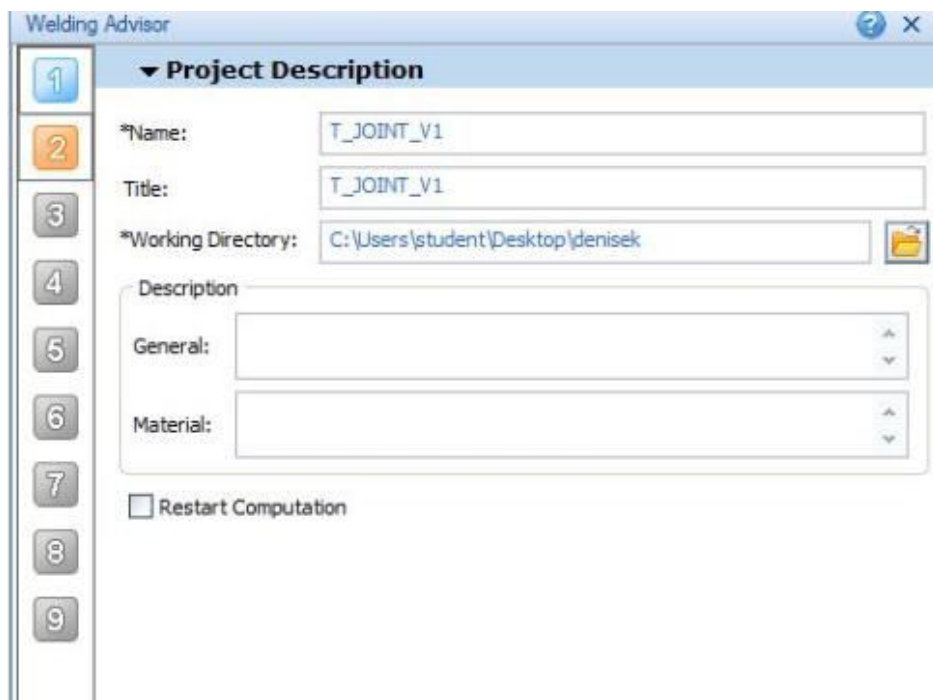 Welding Advisor
1
Project Description
2
*Name: T_JOINT_V1
Title: T_JOINT_V1
3
*Working Directory: C:\Users\student\Desktop\denisek
4
Description
General:
5
6
Material:
7
Restart Computation
8
9